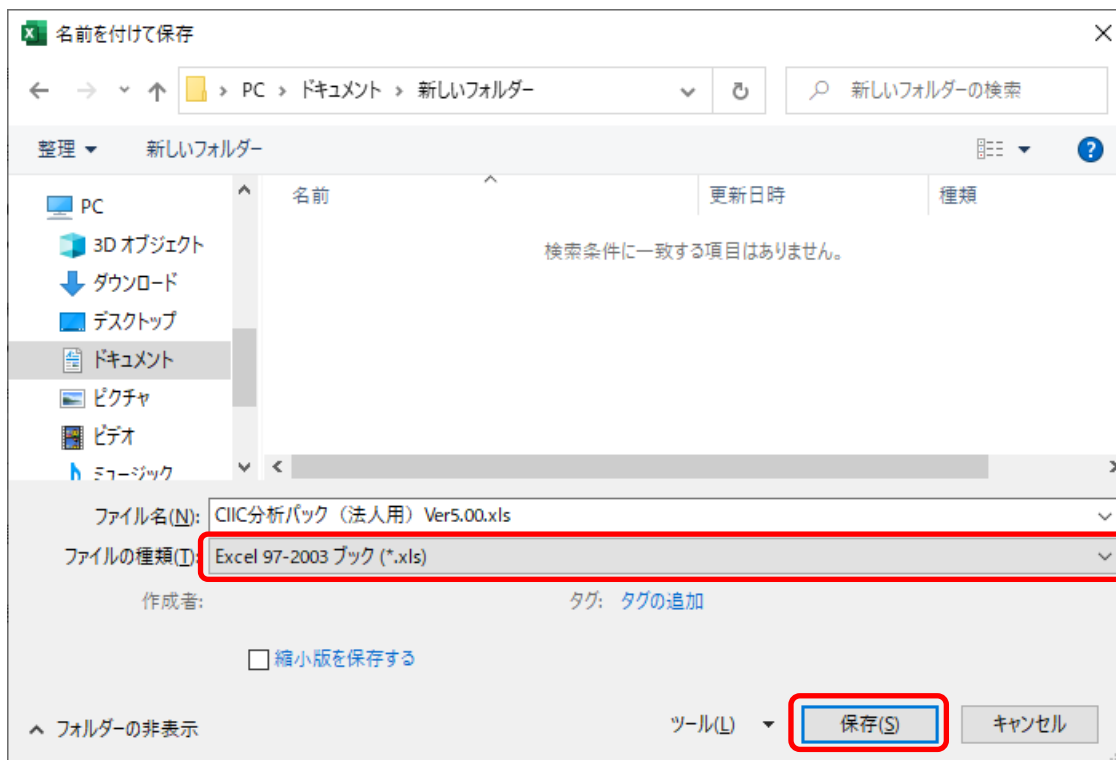 名前を付けて保存
PC › ドキュメント › 新しいフォルダー
新しいフォルダーの検索
整理
新しいフォルダー
名前
更新日時
種類
検索条件に一致する項目はありません。
PC
3D オブジェクト
ダウンロード
デスクトップ
ドキュメント
ピクチャ
ビデオ
ミュージック
ファイル名(N): CIIC分析パック（法人用）Ver5.00.xls
ファイルの種類(T): Excel 97-2003 ブック (*.xls)
作成者:
タグ: タグの追加
縮小版を保存する
フォルダーの非表示
ツール(L)
保存(S)
キャンセル